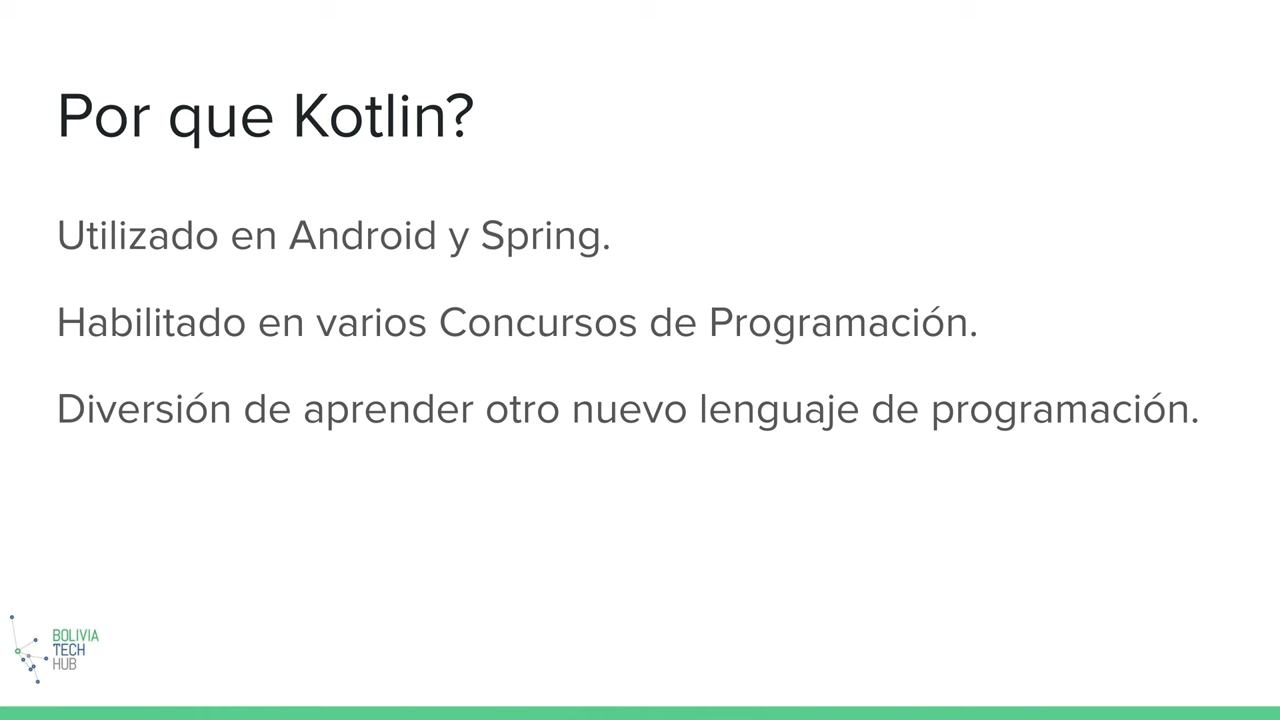 Por que Kotlin?
Utilizado en Android y Spring.
Habilitado en varios Concursos de Programación.
Diversión de aprender otro nuevo lenguaje de programación.
BOLIVIA
TECH
HUB